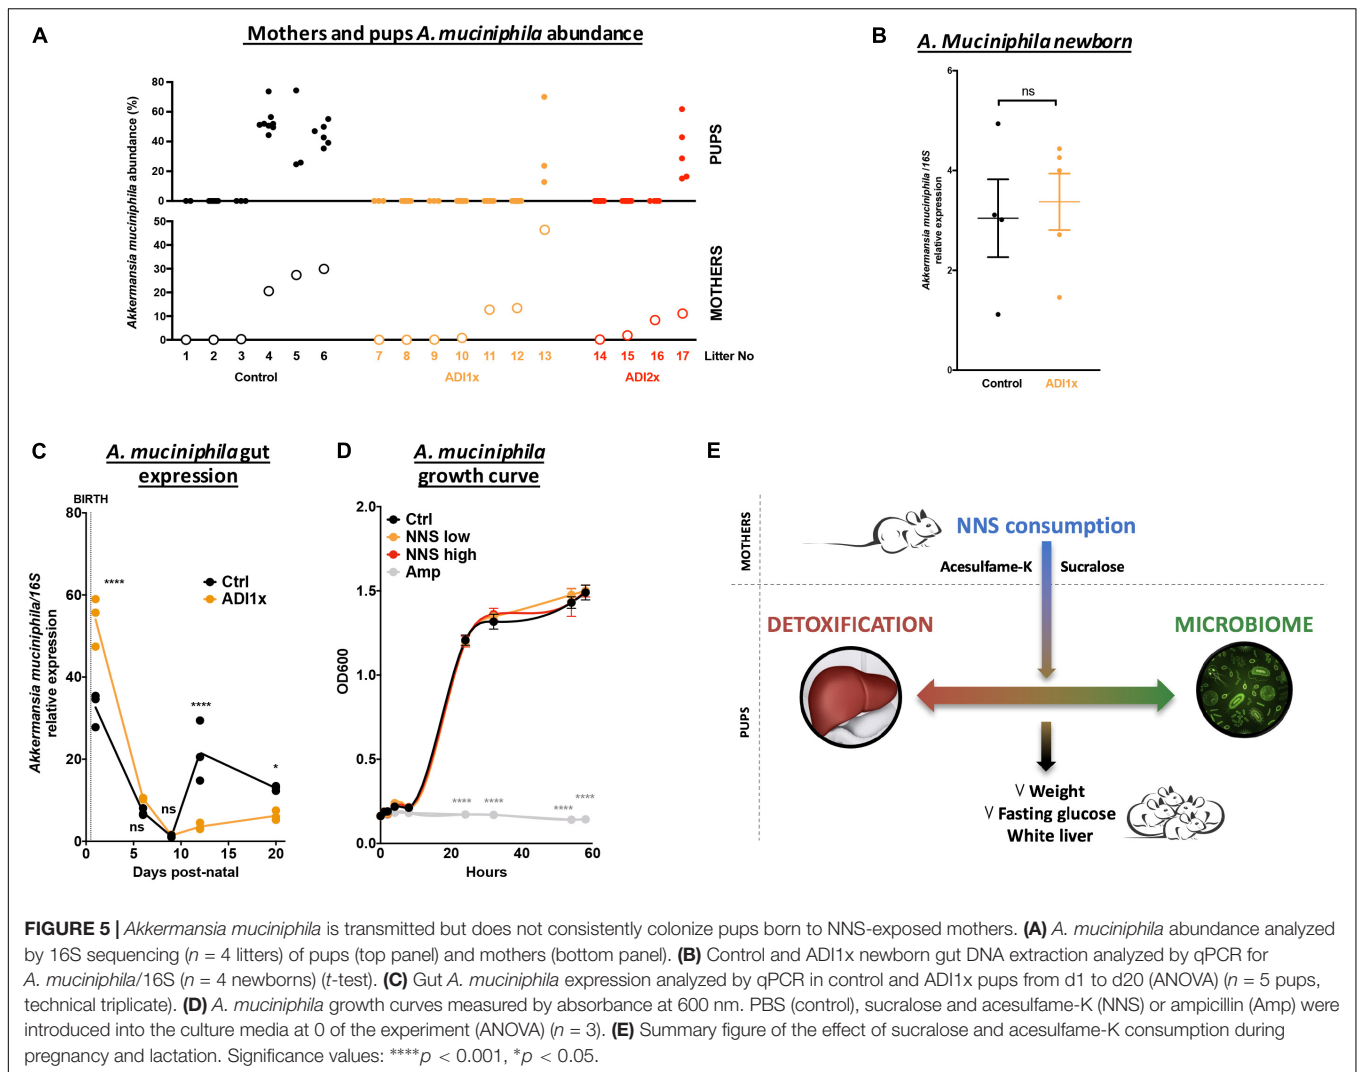 A
Mothers and pups A. muciniphila abundance
Akkermansia muciniphila abundance (%)
80
60
40
20
0
PUPS
50
40
30
20
10
0
MOTHERS
1 2 3 4 5 6 7 8 9 10 11 12 13 14 15 16 17 Litter No
Control ADI1x ADI2x
B
A. Muciniphila newborn
Akkermansia muciniphila /16S
relative expression
6
4
2
0
ns
Control ADI1x
C
A. muciniphila gut
expression
BIRTH
Akkermansia muciniphila/16S
relative expression
80
60
40
20
0
****
Ctrl
ADI1x
****
*
ns
ns
0 5 10 15 20
Days post-natal
D
A. muciniphila
growth curve
OD600
2.0
1.5
1.0
0.5
0.0
Ctrl
NNS low
NNS high
Amp
**** **** **** ****
0 20 40 60
Hours
E
MOTHERS
NNS consumption
Acesulfame-K Sucralose
PUPS
DETOXIFICATION MICROBIOME
\/ Weight
\/ Fasting glucose
White liver
FIGURE 5 | Akkermansia muciniphila is transmitted but does not consistently colonize pups born to NNS-exposed mothers. (A) A. muciniphila abundance analyzed
by 16S sequencing (n = 4 litters) of pups (top panel) and mothers (bottom panel). (B) Control and ADI1x newborn gut DNA extraction analyzed by qPCR for
A. muciniphila/16S (n = 4 newborns) (t-test). (C) Gut A. muciniphila expression analyzed by qPCR in control and ADI1x pups from d1 to d20 (ANOVA) (n = 5 pups,
technical triplicate). (D) A. muciniphila growth curves measured by absorbance at 600 nm. PBS (control), sucralose and acesulfame-K (NNS) or ampicillin (Amp) were
introduced into the culture media at 0 of the experiment (ANOVA) (n = 3). (E) Summary figure of the effect of sucralose and acesulfame-K consumption during
pregnancy and lactation. Significance values: ****p < 0.001, *p < 0.05.